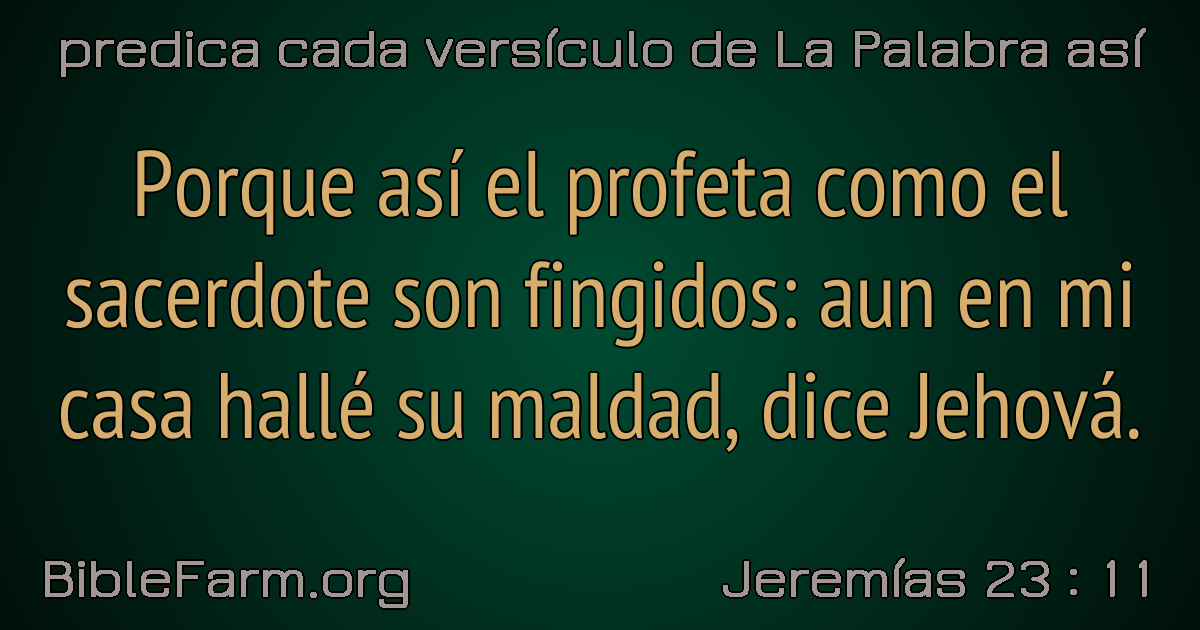 predica cada versículo de La Palabra así
Porque así el profeta como el
sacerdote son fingidos: aun en mi
casa hallé su maldad, dice Jehová.
BibleFarm.org
Jeremías 23 : 11